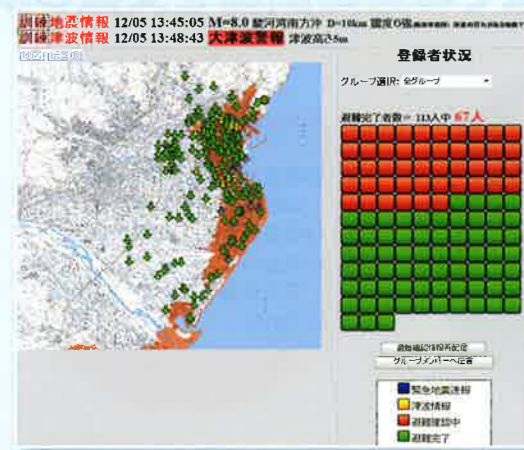 訓練 地震情報 12/05 13:45:05 M=8.0 駿河湾南方沖 D=10km 震度6強
訓練 津波情報 12/05 13:48:43 大津波警報 津波高さ5m
登録者状況
グループ選択: 全グループ
避難完了者数= 113人中 67人
グループメンバーへ伝言
緊急地震速報
津波情報
避難確認中
避難完了